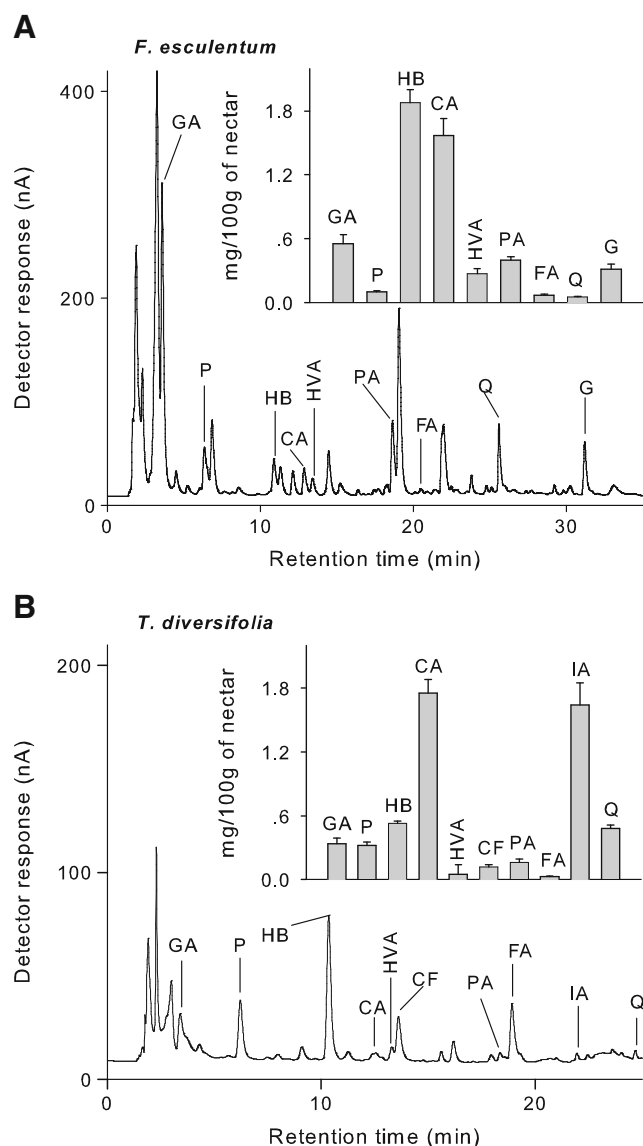 A
F. esculentum
400
200
0
Detector response (nA)
0 10 20 30
Retention time (min)
GA
P
HB
CA
HVA
PA
FA
Q
G
mg/100g of nectar
1.8
1.2
.6
0.0
GA
P
HB
CA
HVA
PA
FA
Q
G
B
T. diversifolia
200
100
0
Detector response (nA)
0 10 20
Retention time (min)
GA
P
HB
CA
HVA
CF
PA
FA
IA
Q
mg/100g of nectar
1.8
1.2
.6
0.0
GA
P
HB
CA
HVA
CF
PA
FA
IA
Q